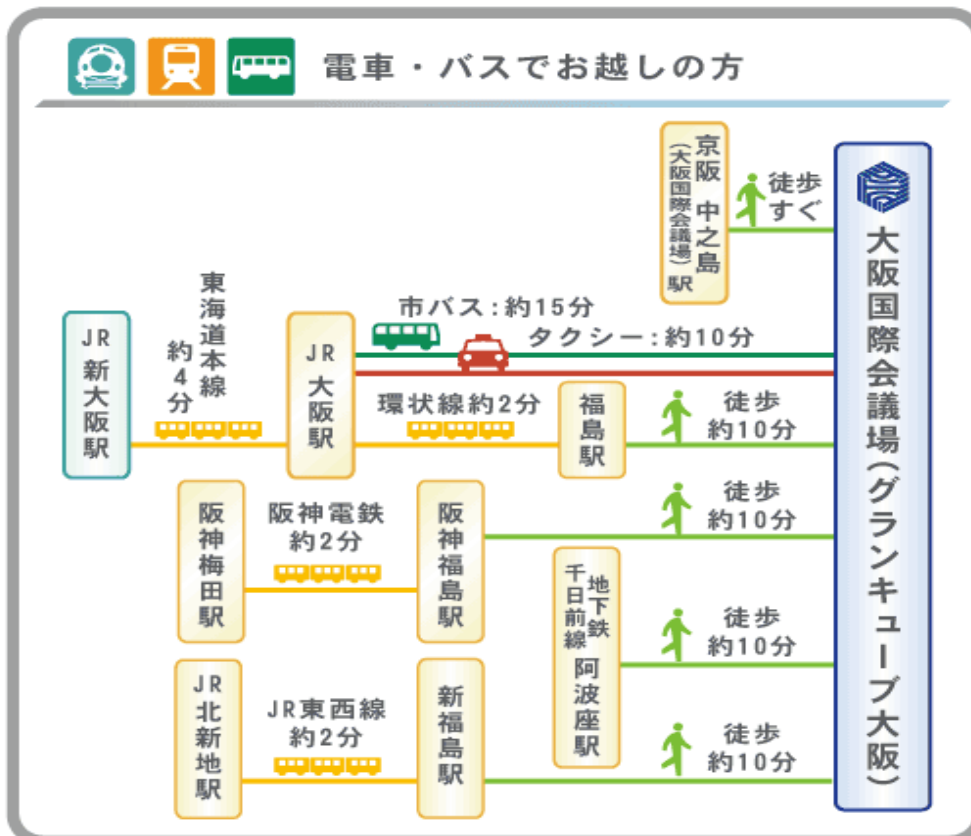 電車・バスでお越しの方
京阪 中之島駅
(大阪国際会議場)
徒歩
すぐ
大阪国際会議場(グランキューブ大阪)
JR 新大阪駅
東海道本線
約4分
JR 大阪駅
市バス:約15分
タクシー:約10分
環状線約2分
福島駅
徒歩
約10分
阪神梅田駅
阪神電鉄
約2分
阪神福島駅
徒歩
約10分
地下鉄
千日前線
阿波座駅
徒歩
約10分
JR 北新地駅
JR東西線
約2分
新福島駅
徒歩
約10分